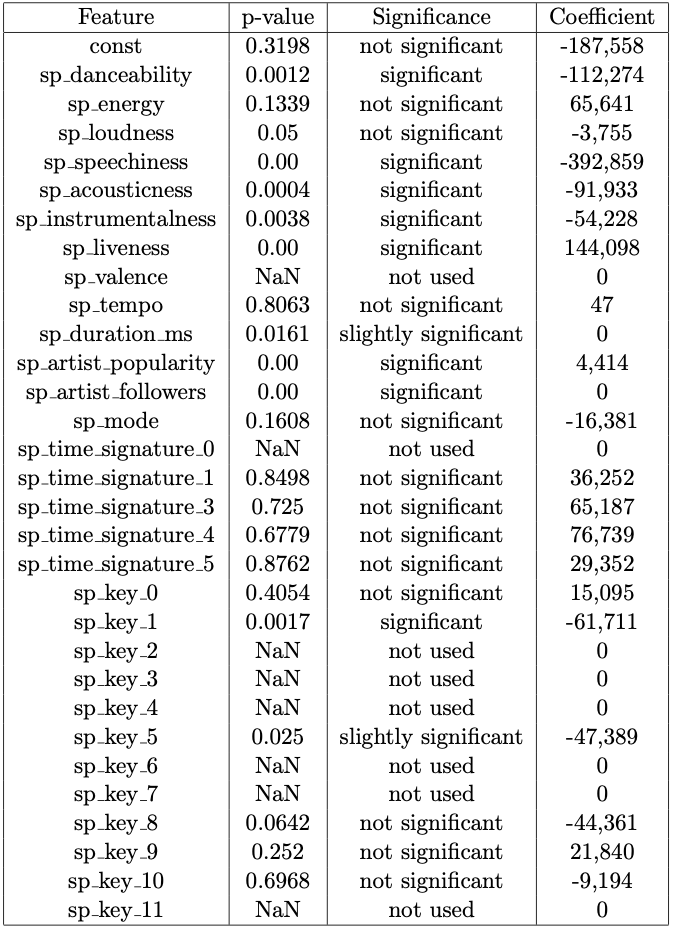 Feature p-value Significance Coefficient
const 0.3198 not significant -187,558
sp_danceability 0.0012 significant -112,274
sp_energy 0.1339 not significant 65,641
sp_loudness 0.05 not significant -3,755
sp_speechiness 0.00 significant -392,859
sp_acousticness 0.0004 significant -91,933
sp_instrumentalness 0.0038 significant -54,228
sp_liveness 0.00 significant 144,098
sp_valence NaN not used 0
sp_tempo 0.8063 not significant 47
sp_duration_ms 0.0161 slightly significant 0
sp_artist_popularity 0.00 significant 4,414
sp_artist_followers 0.00 significant 0
sp_mode 0.1608 not significant -16,381
sp_time_signature_0 NaN not used 0
sp_time_signature_1 0.8498 not significant 36,252
sp_time_signature_3 0.725 not significant 65,187
sp_time_signature_4 0.6779 not significant 76,739
sp_time_signature_5 0.8762 not significant 29,352
sp_key_0 0.4054 not significant 15,095
sp_key_1 0.0017 significant -61,711
sp_key_2 NaN not used 0
sp_key_3 NaN not used 0
sp_key_4 NaN not used 0
sp_key_5 0.025 slightly significant -47,389
sp_key_6 NaN not used 0
sp_key_7 NaN not used 0
sp_key_8 0.0642 not significant -44,361
sp_key_9 0.252 not significant 21,840
sp_key_10 0.6968 not significant -9,194
sp_key_11 NaN not used 0